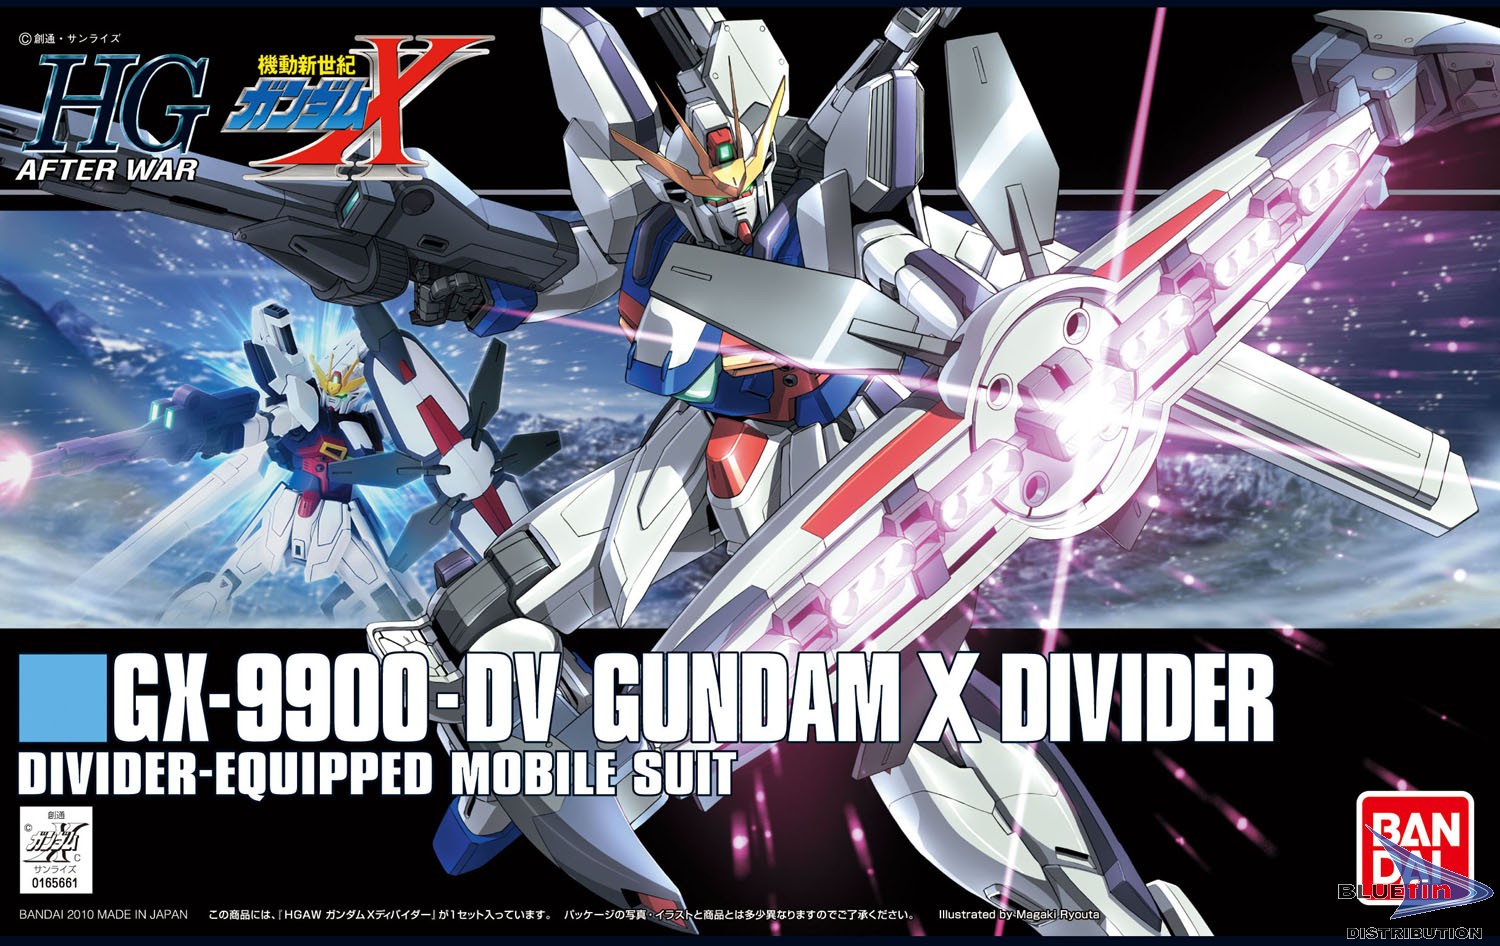 ©創通・サンライズ
HG
AFTER WAR
機動新世紀
ガンダムX
GX-9900-DV GUNDAM X DIVIDER
DIVIDER-EQUIPPED MOBILE SUIT
創通
©ガンダムX
サンライズ
0165661
BAN
DAI
BLUEfin
DISTRIBUTION
BANDAI 2010 MADE IN JAPAN この商品には、『HGAW ガンダムXディバイダー』が1セット入っています。 パッケージの写真・イラストと商品とは多少異なりますのでご了承ください。 Illustrated by Magaki Ryouta